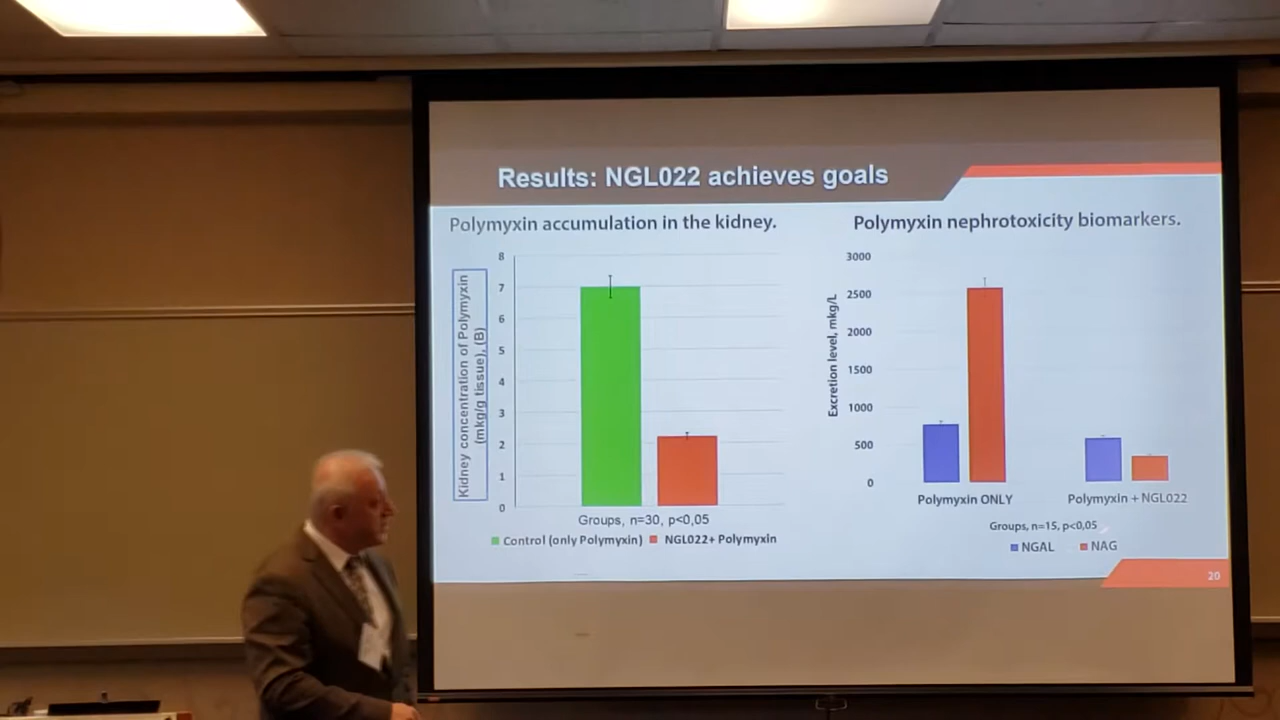 Results: NGL022 achieves goals
Polymyxin accumulation in the kidney.
Kidney concentration of Polymyxin
(mkg/g tissue), (B)
8
7
6
5
4
3
2
1
0
Groups, n=30, p<0,05
Control (only Polymyxin) NGL022+ Polymyxin
Polymyxin nephrotoxicity biomarkers.
Excretion level, mkg/L
3000
2500
2000
1500
1000
500
0
Polymyxin ONLY Polymyxin + NGL022
Groups, n=15, p<0,05
NGAL NAG
20